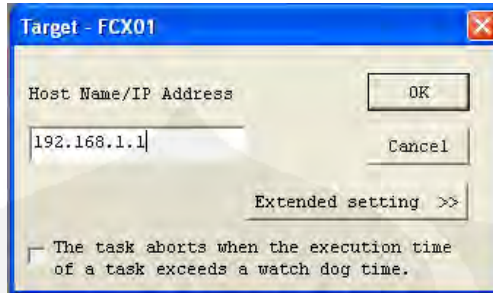 Target - FCX01
Host Name/IP Address
OK
192.168.1.1
Cancel
Extended setting >>
The task aborts when the execution time
of a task exceeds a watch dog time.